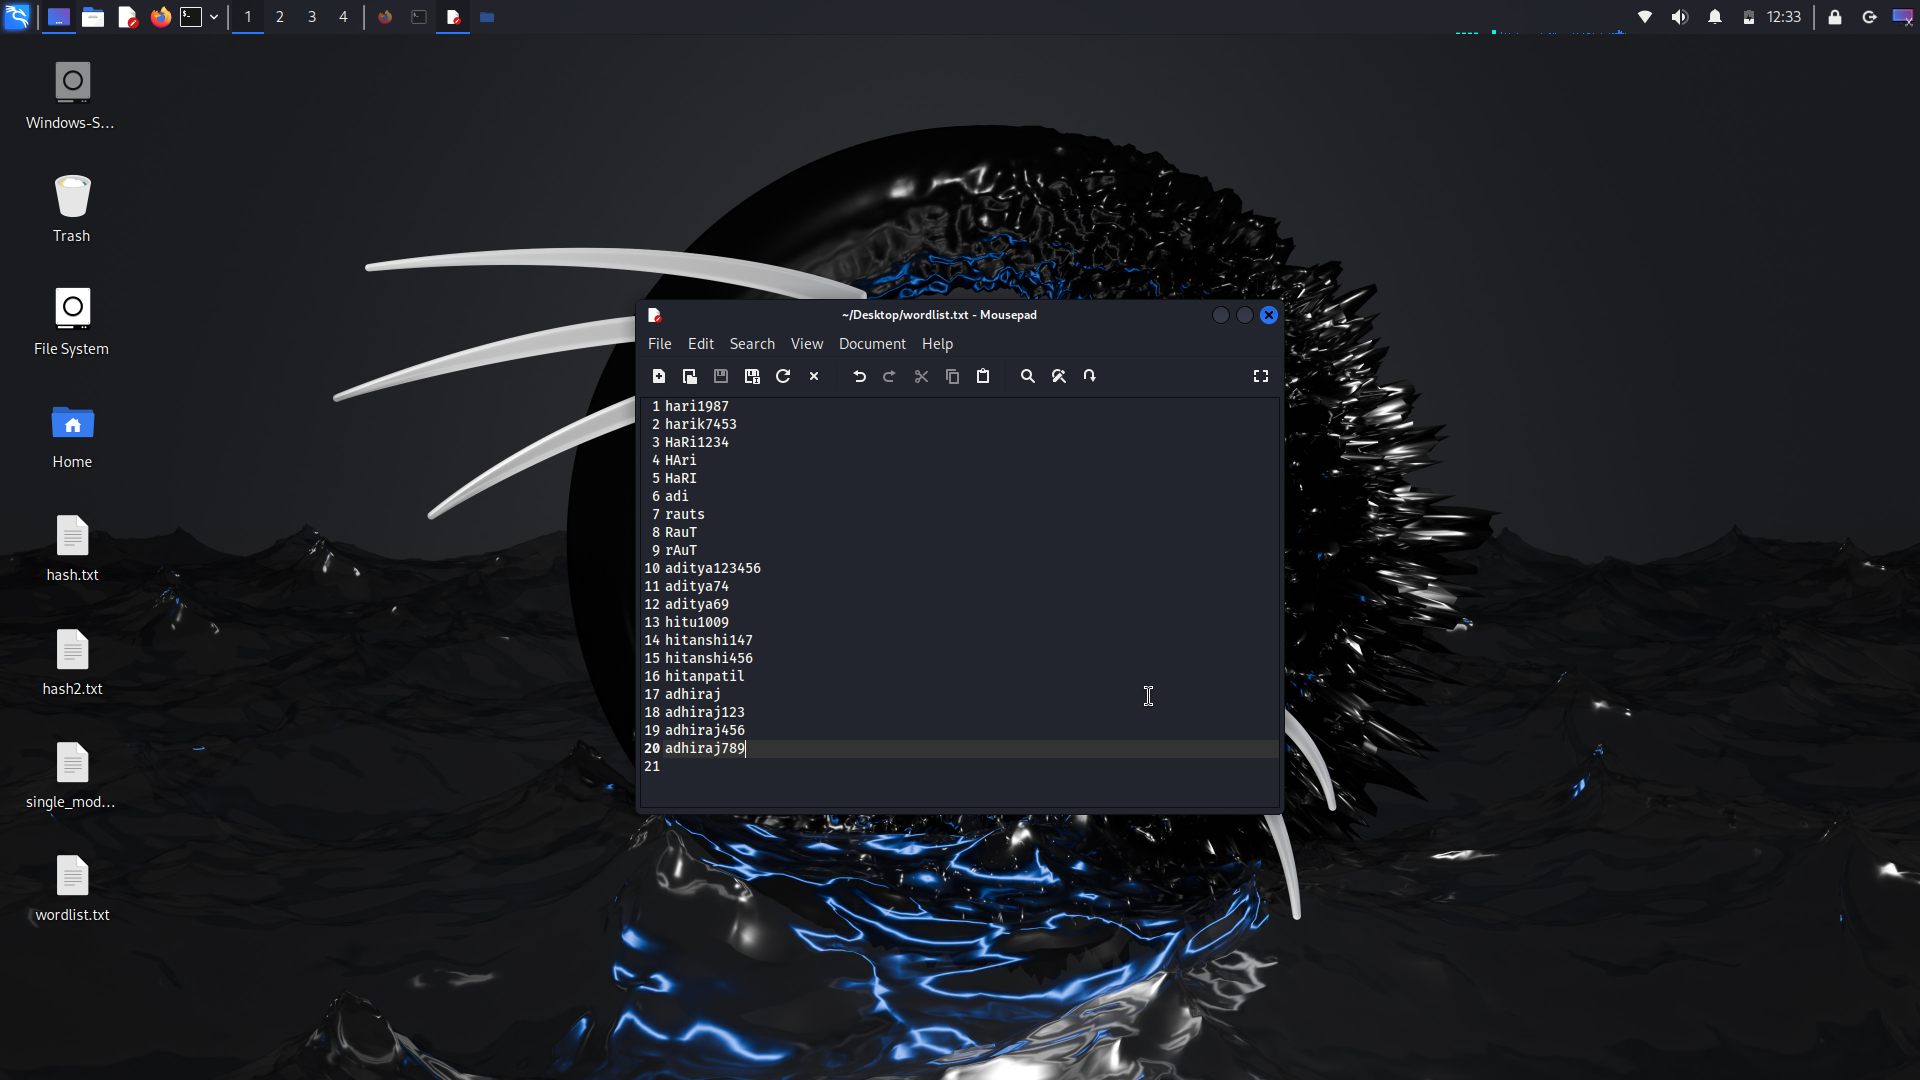 1 2 3 4 12:33
Windows-S...
Trash
File System
Home
hash.txt
hash2.txt
single_mod...
wordlist.txt
~/Desktop/wordlist.txt - Mousepad
File Edit Search View Document Help
1 hari1987
2 harik7453
3 HaRi1234
4 HAri
5 HaRI
6 adi
7 rauts
8 RauT
9 rAuT
10 aditya123456
11 aditya74
12 aditya69
13 hitu1009
14 hitanshi147
15 hitanshi456
16 hitanpatil
17 adhiraj
18 adhiraj123
19 adhiraj456
20 adhiraj789
21